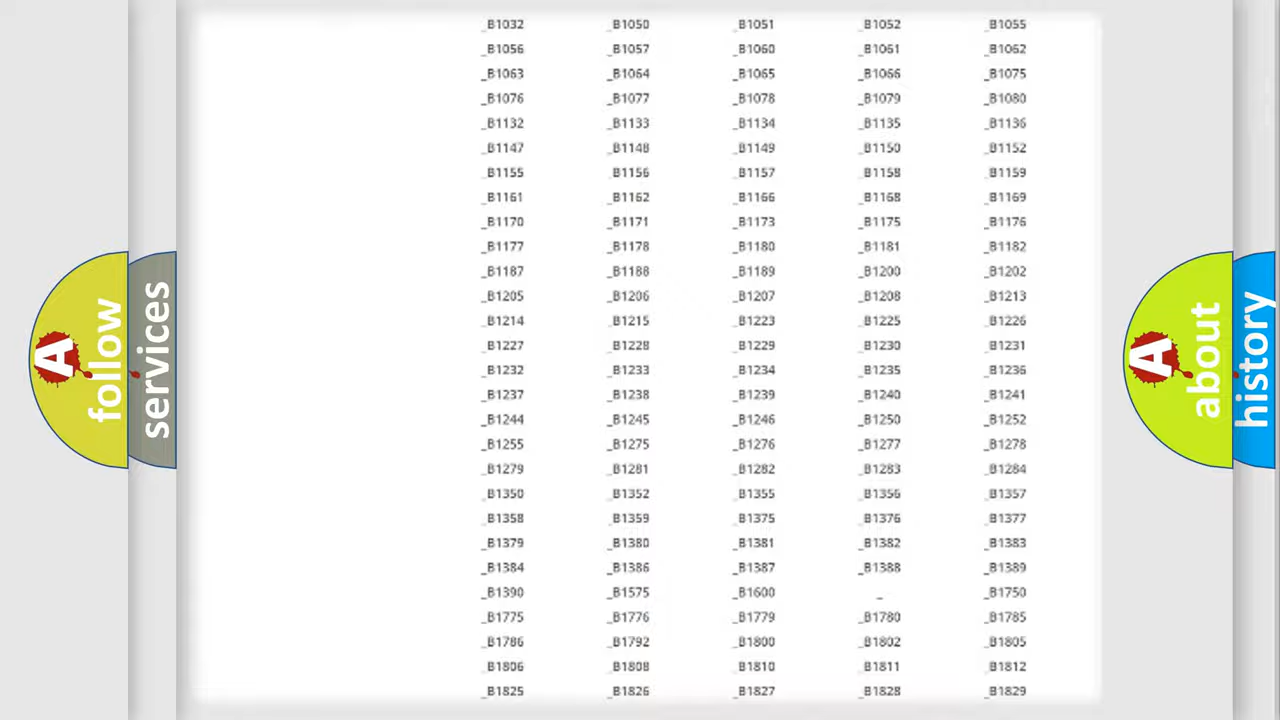 _B1032 _B1050 _B1051 _B1052 _B1055
_B1056 _B1057 _B1060 _B1061 _B1062
_B1063 _B1064 _B1065 _B1066 _B1075
_B1076 _B1077 _B1078 _B1079 _B1080
_B1132 _B1133 _B1134 _B1135 _B1136
_B1147 _B1148 _B1149 _B1150 _B1152
_B1155 _B1156 _B1157 _B1158 _B1159
_B1161 _B1162 _B1166 _B1168 _B1169
_B1170 _B1171 _B1173 _B1175 _B1176
_B1177 _B1178 _B1180 _B1181 _B1182
_B1187 _B1188 _B1189 _B1200 _B1202
_B1205 _B1206 _B1207 _B1208 _B1213
_B1214 _B1215 _B1223 _B1225 _B1226
_B1227 _B1228 _B1229 _B1230 _B1231
_B1232 _B1233 _B1234 _B1235 _B1236
_B1237 _B1238 _B1239 _B1240 _B1241
_B1244 _B1245 _B1246 _B1250 _B1252
_B1255 _B1275 _B1276 _B1277 _B1278
_B1279 _B1281 _B1282 _B1283 _B1284
_B1350 _B1352 _B1355 _B1356 _B1357
_B1358 _B1359 _B1375 _B1376 _B1377
_B1379 _B1380 _B1381 _B1382 _B1383
_B1384 _B1386 _B1387 _B1388 _B1389
_B1390 _B1575 _B1600 _ _B1750
_B1775 _B1776 _B1779 _B1780 _B1785
_B1786 _B1792 _B1800 _B1802 _B1805
_B1806 _B1808 _B1810 _B1811 _B1812
_B1825 _B1826 _B1827 _B1828 _B1829
A
follow
services
A
about
history